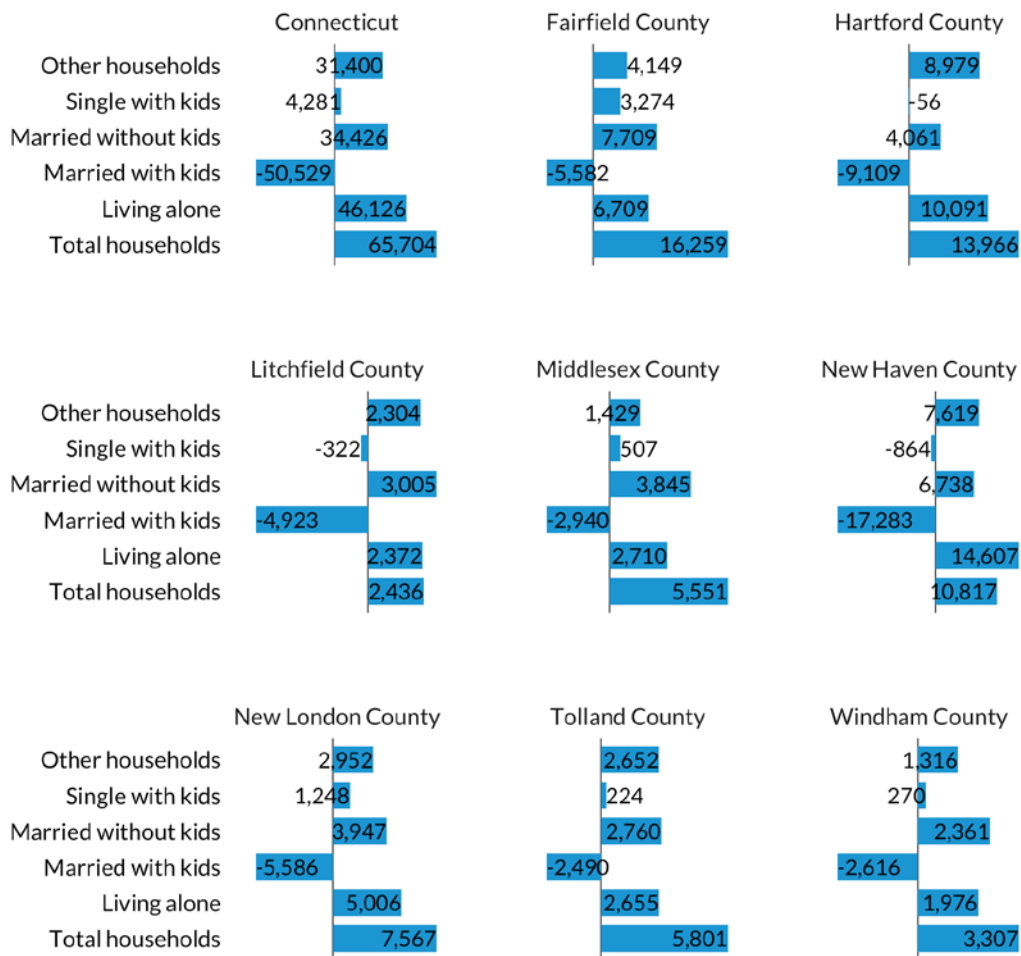 Connecticut Fairfield County Hartford County
Other households 31,400 4,149 8,979
Single with kids 4,281 3,274 -56
Married without kids 34,426 7,709 4,061
Married with kids -50,529 -5,582 -9,109
Living alone 46,126 6,709 10,091
Total households 65,704 16,259 13,966
Litchfield County Middlesex County New Haven County
Other households 2,304 1,429 7,619
Single with kids -322 507 -864
Married without kids 3,005 3,845 6,738
Married with kids -4,923 -2,940 -17,283
Living alone 2,372 2,710 14,607
Total households 2,436 5,551 10,817
New London County Tolland County Windham County
Other households 2,952 2,652 1,316
Single with kids 1,248 224 270
Married without kids 3,947 2,760 2,361
Married with kids -5,586 -2,490 -2,616
Living alone 5,006 2,655 1,976
Total households 7,567 5,801 3,307